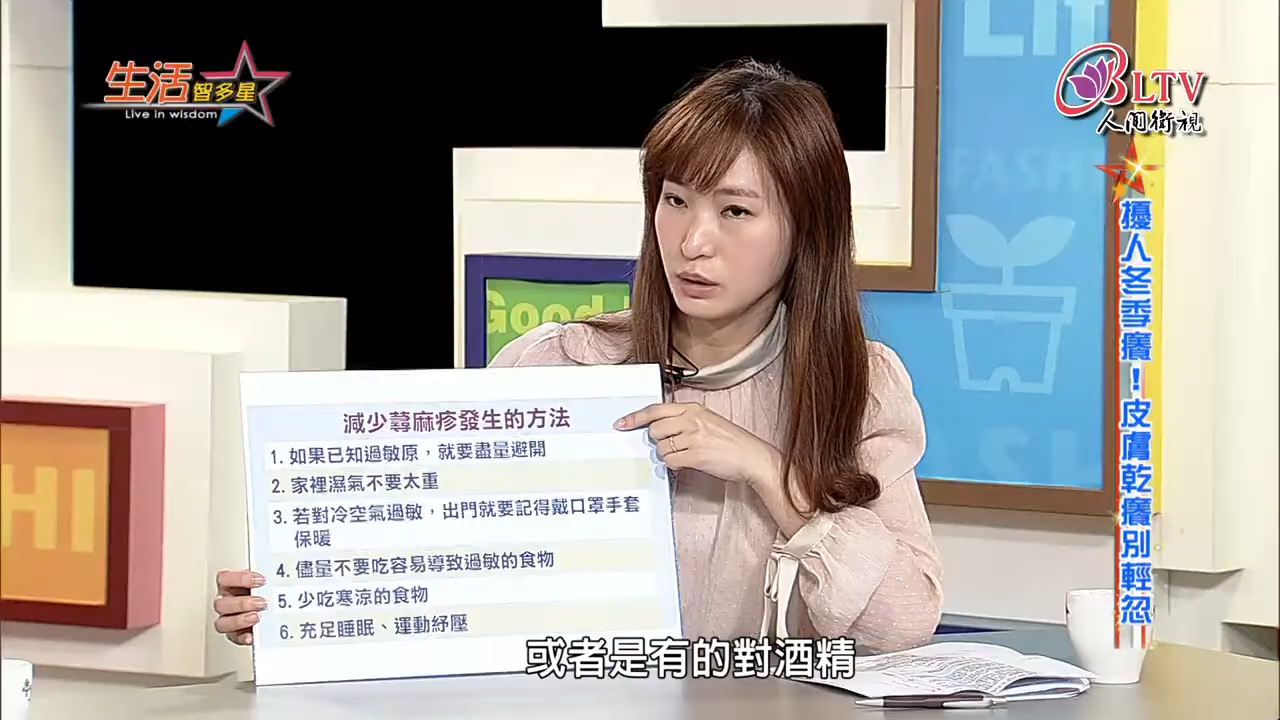 生活智多星
Live in wisdom
BLTV
人間衛視
擾人冬季癢！皮膚乾癢別輕忽
減少蕁麻疹發生的方法
1. 如果已知過敏原，就要盡量避開
2. 家裡濕氣不要太重
3. 若對冷空氣過敏，出門就要記得戴口罩手套
保暖
4. 儘量不要吃容易導致過敏的食物
5. 少吃寒涼的食物
6. 充足睡眠、運動紓壓
或者是有的對酒精
Good
FASHI
HI